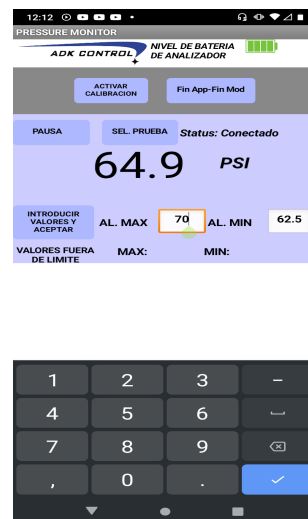 12:12
PRESSURE MONITOR
ADK CONTROL
NIVEL DE BATERIA
DE ANALIZADOR
ACTIVAR
CALIBRACION
Fin App-Fin Mod
PAUSA
SEL. PRUEBA
Status: Conectado
64.9 PSI
INTRODUCIR
VALORES Y
ACEPTAR
AL. MAX
70
AL. MIN
62.5
VALORES FUERA
DE LIMITE
MAX:
MIN:
1 2 3 –
4 5 6
7 8 9
, 0 .